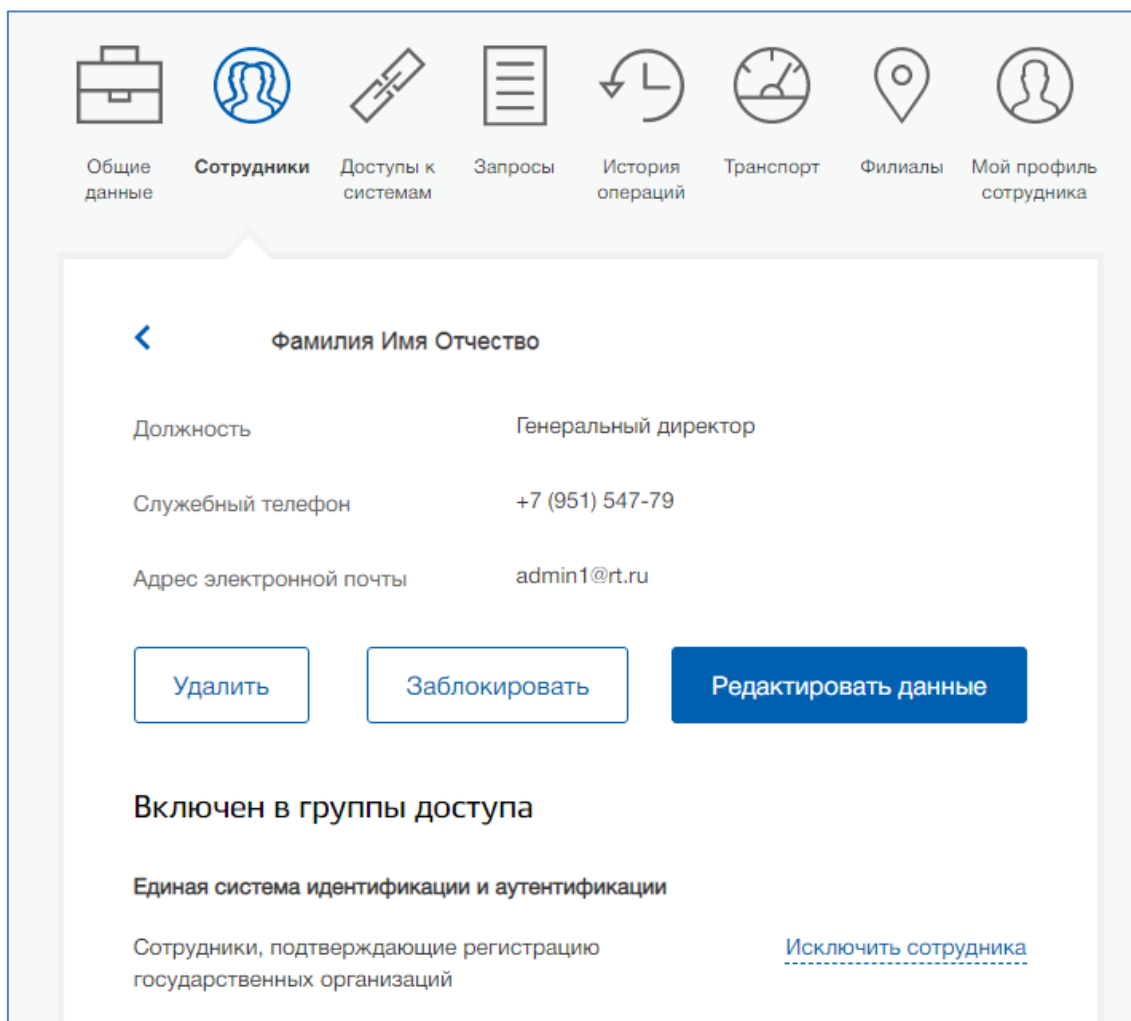 Общие данные
Сотрудники
Доступы к системам
Запросы
История операций
Транспорт
Филиалы
Мой профиль сотрудника
Фамилия Имя Отчество
Должность
Генеральный директор
Служебный телефон
+7 (951) 547-79
Адрес электронной почты
admin1@rt.ru
Удалить
Заблокировать
Редактировать данные
Включен в группы доступа
Единая система идентификации и аутентификации
Сотрудники, подтверждающие регистрацию
государственных организаций
Исключить сотрудника